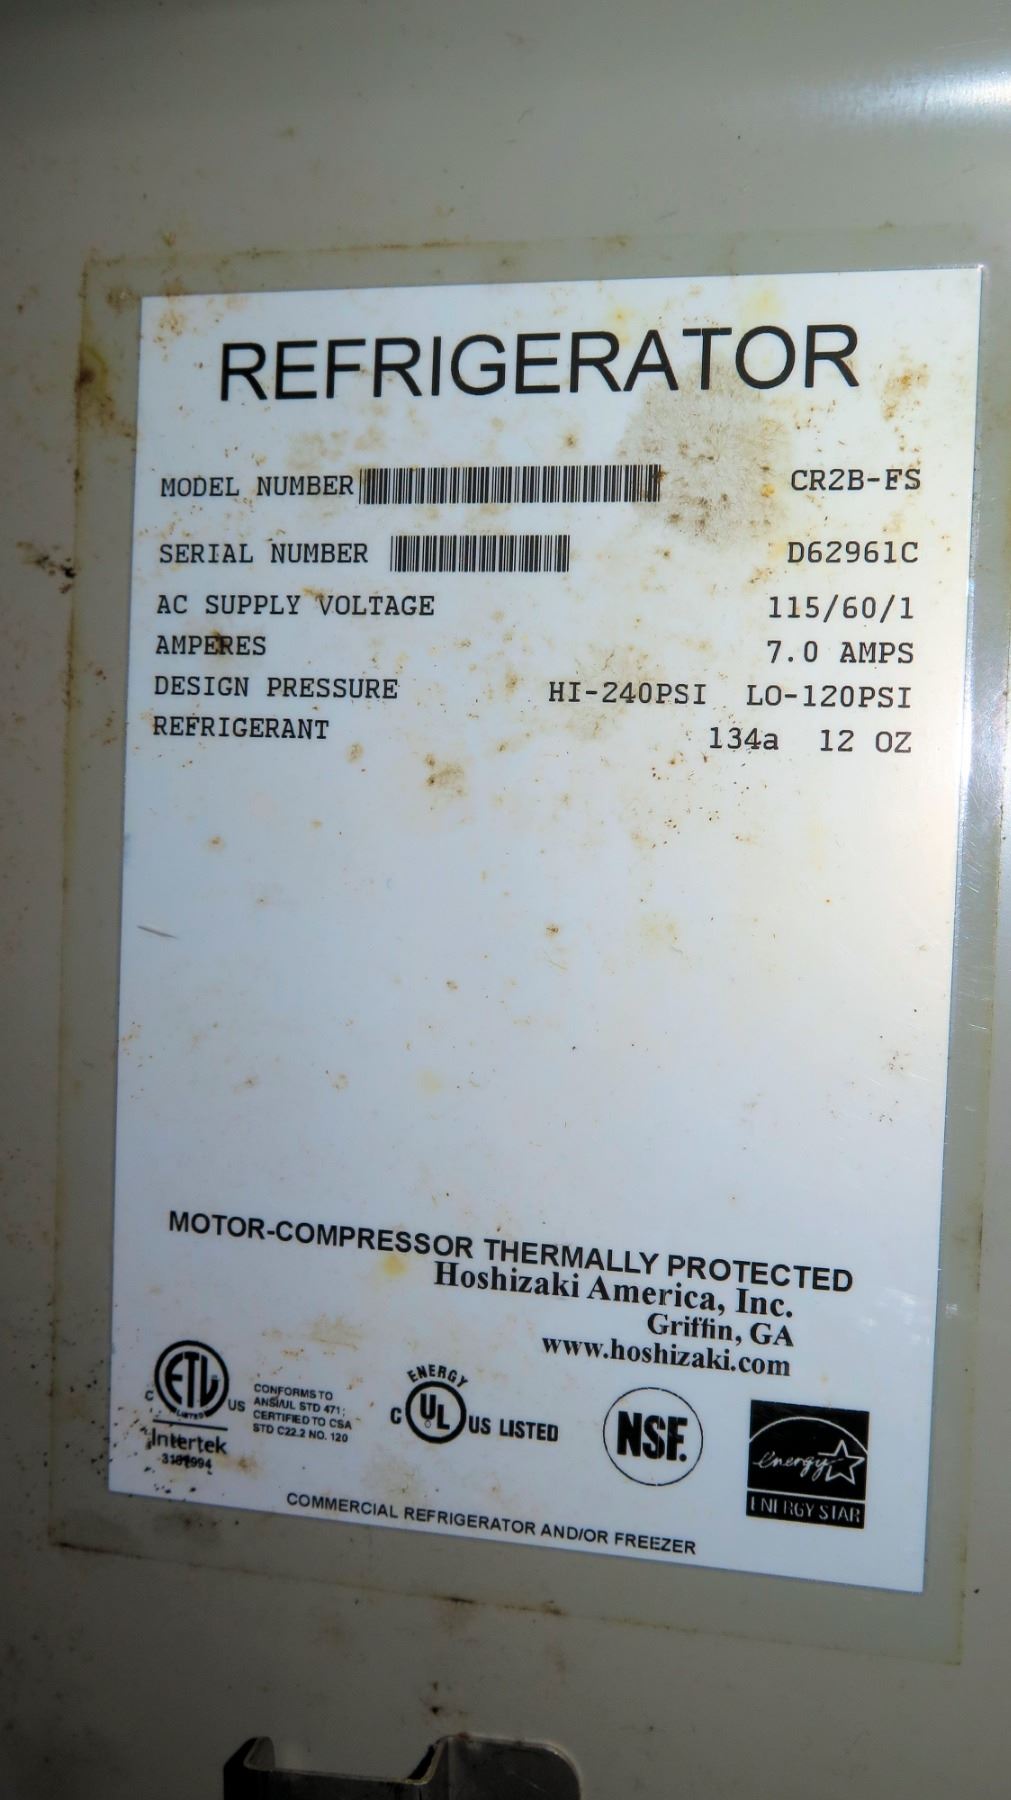 REFRIGERATOR
MODEL NUMBER CR2B-FS
SERIAL NUMBER D62961C
AC SUPPLY VOLTAGE 115/60/1
AMPERES 7.0 AMPS
DESIGN PRESSURE HI-240PSI LO-120PSI
REFRIGERANT 134a 12 OZ
MOTOR-COMPRESSOR THERMALLY PROTECTED
Hoshizaki America, Inc.
Griffin, GA
www.hoshizaki.com
C ETL US
LISTED
Intertek
CONFORMS TO
ANSI/UL STD 471;
CERTIFIED TO CSA
STD C22.2 NO. 120
ENERGY
C UL US LISTED
NSF.
energy
ENERGY STAR
COMMERCIAL REFRIGERATOR AND/OR FREEZER